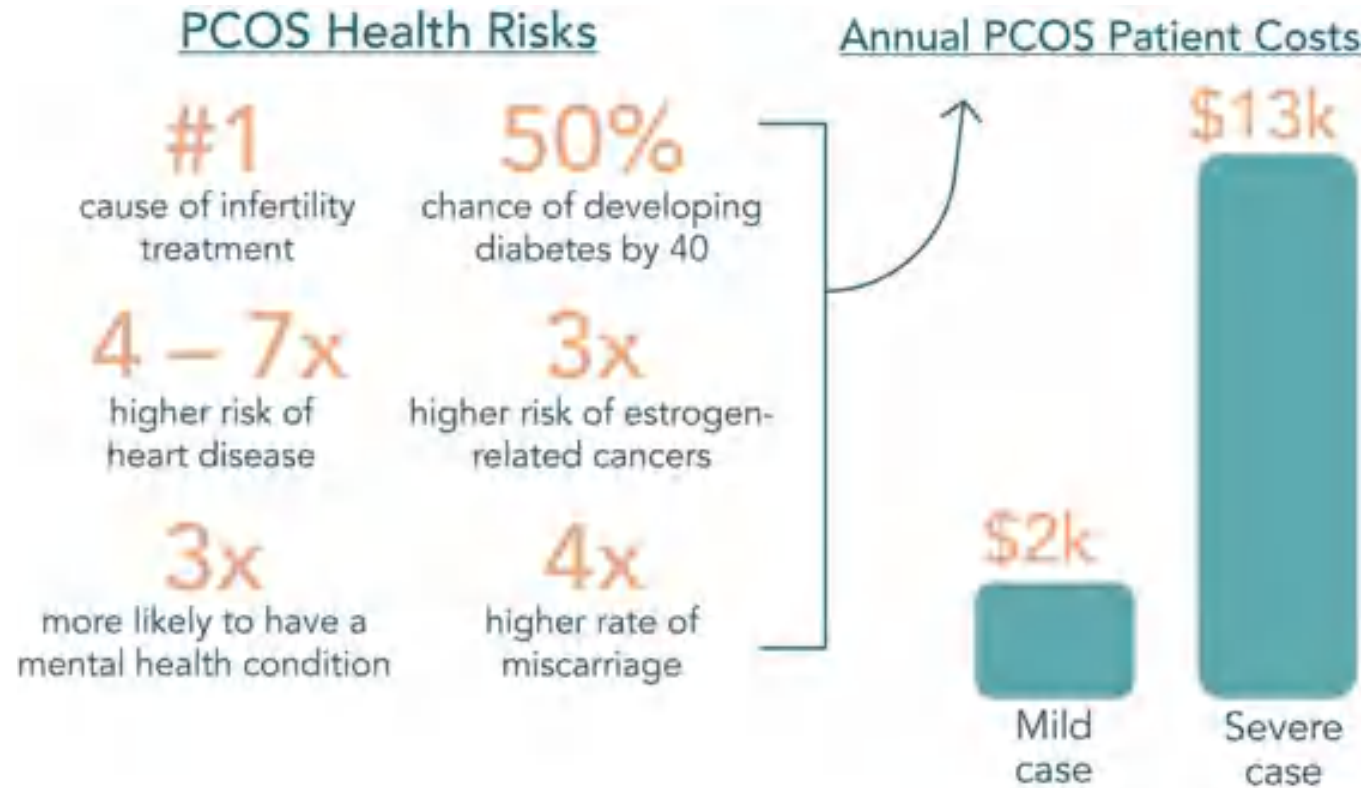 PCOS Health Risks
#1
cause of infertility
treatment
50%
chance of developing
diabetes by 40
4 – 7x
higher risk of
heart disease
3x
higher risk of estrogen-
related cancers
3x
more likely to have a
mental health condition
4x
higher rate of
miscarriage
Annual PCOS Patient Costs
$2k
Mild
case
$13k
Severe
case